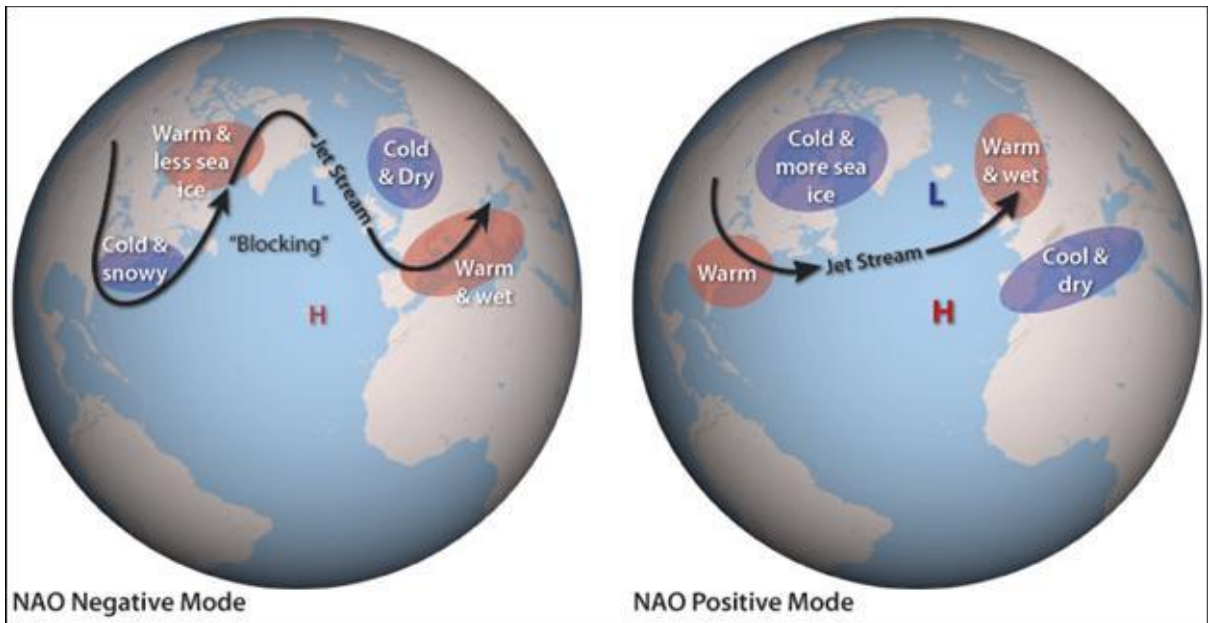 Warm &
less sea
ice
Jet Stream
Cold
& Dry
L
Cold &
snowy
"Blocking"
Warm
& wet
H
NAO Negative Mode
Cold &
more sea
ice
Warm
& wet
L
Warm
Jet Stream
Cool &
dry
H
NAO Positive Mode